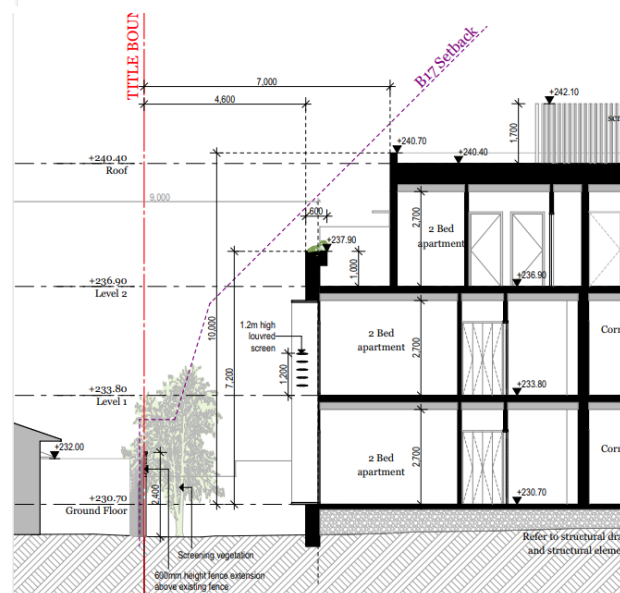 TITLE BOUN
B17 Setback
7,000
4,600
+242.10
1,700
scr
+240.70
+240.40
+240.40
Roof
9,000
600
2,700
2 Bed
apartment
+237.90
1,000
+236.90
+236.90
Level 2
10,000
7,200
1.2m high
louvred
screen
2 Bed
apartment
2,700
Corr
1,200
+233.80
+233.80
Level 1
+232.00
2,400
2 Bed
apartment
2,700
Corr
+230.70
+230.70
Ground Floor
Screening vegetation
600mm height fence extension
above existing fence
Refer to structural dra
and structural eleme